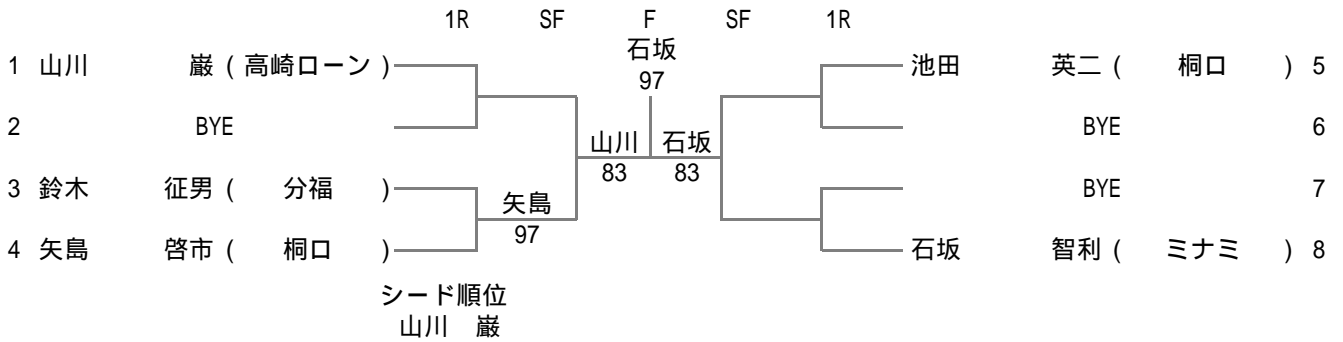 1R SF F SF 1R
石坂
1 山川 巌 ( 高崎ローン ) 池田 英二 ( 桐口 ) 5
97
2 BYE BYE 6
山川 石坂
83 83
3 鈴木 征男 ( 分福 ) BYE 7
矢島
97
4 矢島 啓市 ( 桐口 ) 石坂 智利 ( ミナミ ) 8
シード順位
山川 巌